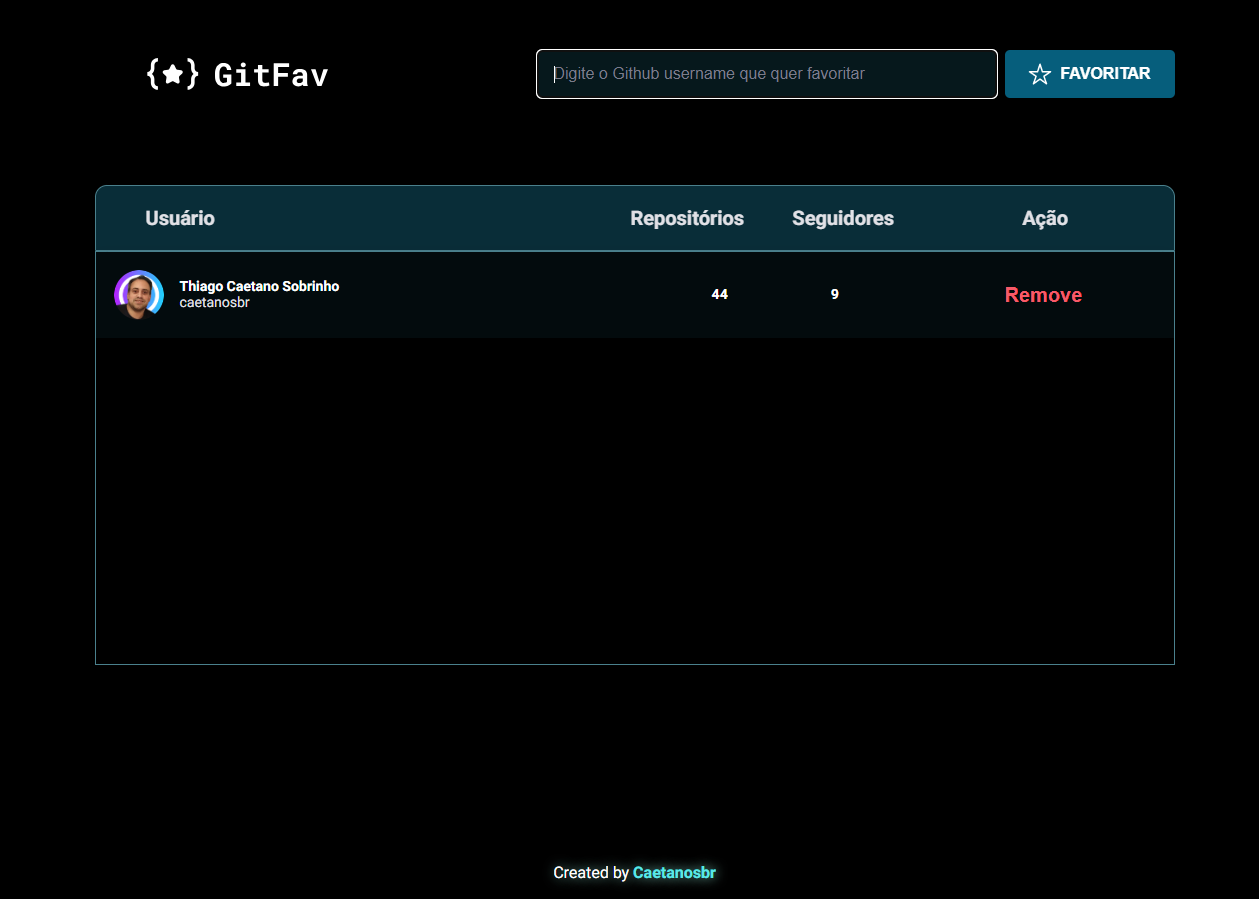 {★} GitFav
Digite o Github username que quer favoritar
FAVORITAR
Usuário Repositórios Seguidores Ação
Thiago Caetano Sobrinho
caetanosbr
44 9 Remove
Created by Caetanosbr